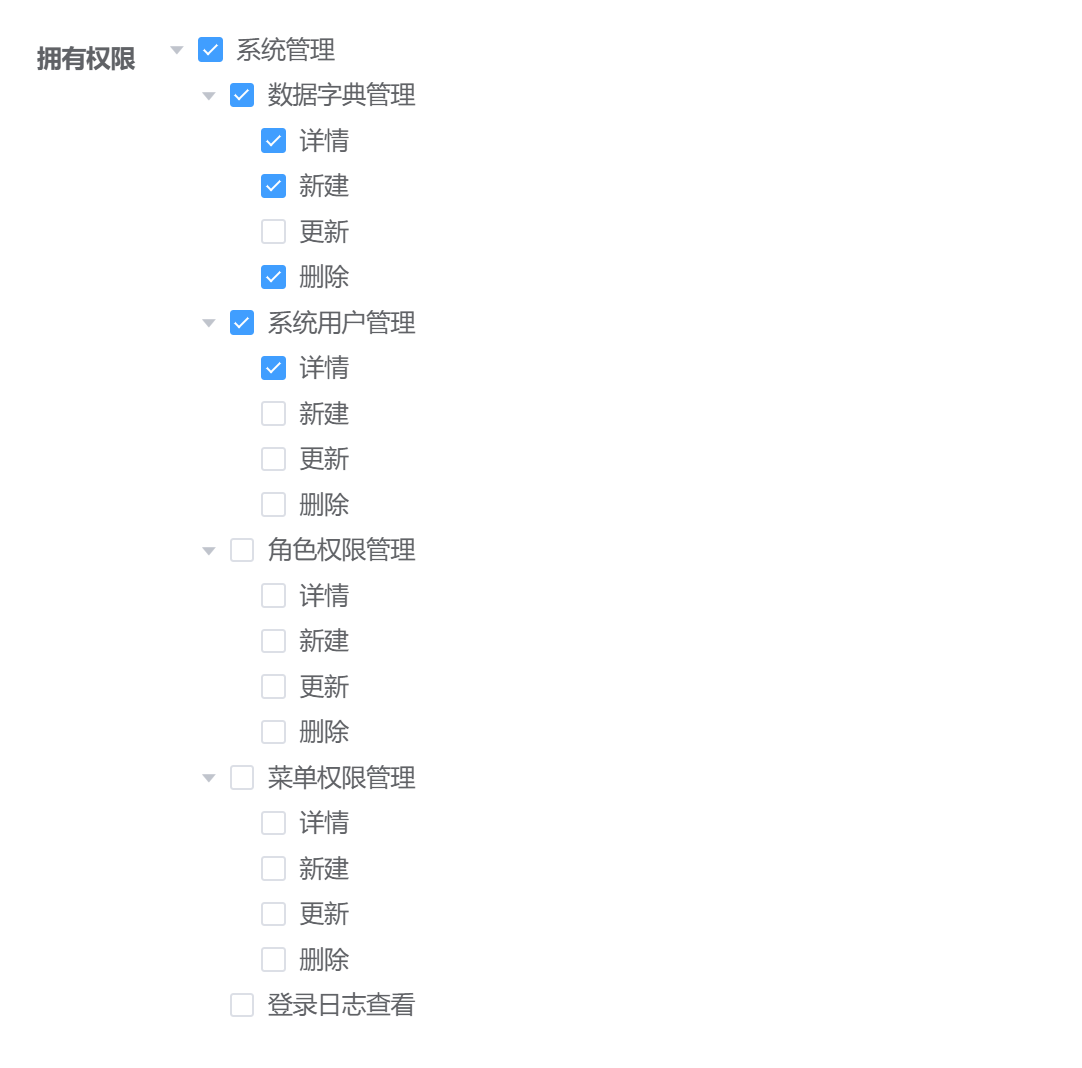 拥有权限
系统管理
数据字典管理
详情
新建
更新
删除
系统用户管理
详情
新建
更新
删除
角色权限管理
详情
新建
更新
删除
菜单权限管理
详情
新建
更新
删除
登录日志查看